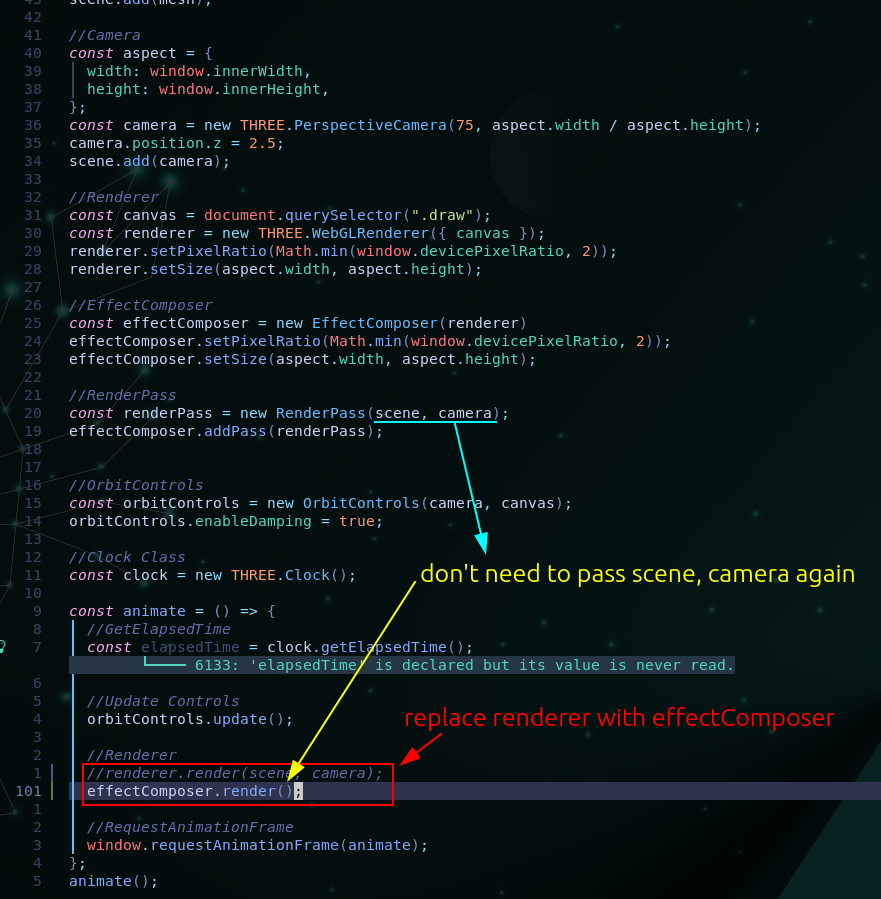 43 scene.add(mesh);
42
41 //Camera
40 const aspect = {
39 width: window.innerWidth,
38 height: window.innerHeight,
37 };
36 const camera = new THREE.PerspectiveCamera(75, aspect.width / aspect.height);
35 camera.position.z = 2.5;
34 scene.add(camera);
33
32 //Renderer
31 const canvas = document.querySelector(".draw");
30 const renderer = new THREE.WebGLRenderer({ canvas });
29 renderer.setPixelRatio(Math.min(window.devicePixelRatio, 2));
28 renderer.setSize(aspect.width, aspect.height);
27
26 //EffectComposer
25 const effectComposer = new EffectComposer(renderer)
24 effectComposer.setPixelRatio(Math.min(window.devicePixelRatio, 2));
23 effectComposer.setSize(aspect.width, aspect.height);
22
21 //RenderPass
20 const renderPass = new RenderPass(scene, camera);
19 effectComposer.addPass(renderPass);
18
17
16 //OrbitControls
15 const orbitControls = new OrbitControls(camera, canvas);
14 orbitControls.enableDamping = true;
13
12 //Clock Class
don't need to pass scene, camera again
11 const clock = new THREE.Clock();
10
9 const animate = () => {
8 //GetElapsedTime
7 const elapsedTime = clock.getElapsedTime();
6133: 'elapsedTime' is declared but its value is never read.
6
5 //Update Controls
4 orbitControls.update();
replace renderer with effectComposer
3
2 //Renderer
1 //renderer.render(scene, camera);
101 effectComposer.render();
1
2 //RequestAnimationFrame
3 window.requestAnimationFrame(animate);
4 };
5 animate();